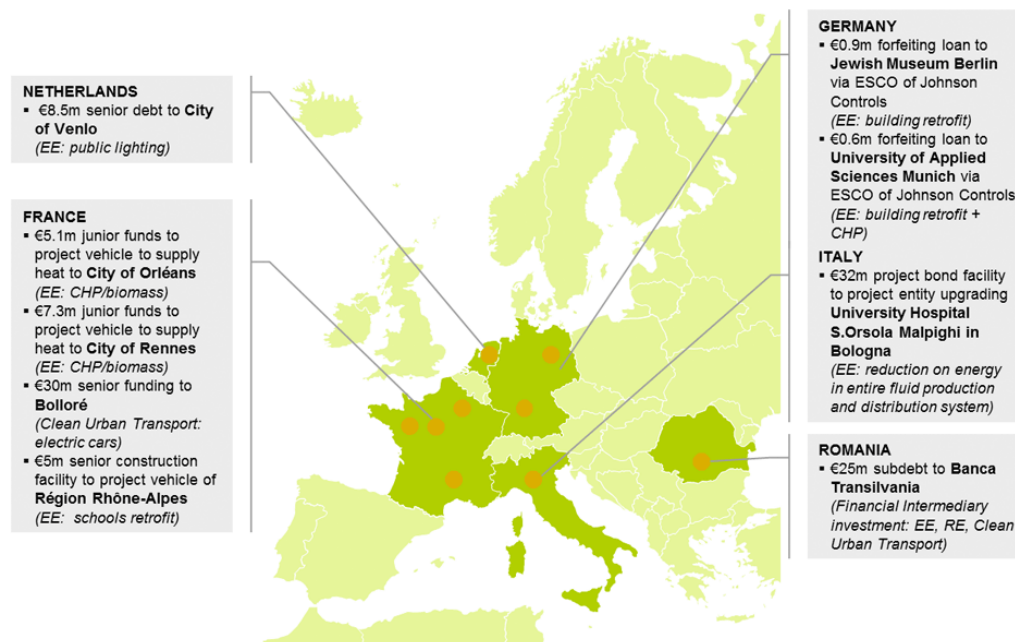 NETHERLANDS
▪ €8.5m senior debt to City
of Venlo
(EE: public lighting)
FRANCE
▪ €5.1m junior funds to
project vehicle to supply
heat to City of Orléans
(EE: CHP/biomass)
▪ €7.3m junior funds to
project vehicle to supply
heat to City of Rennes
(EE: CHP/biomass)
▪ €30m senior funding to
Bolloré
(Clean Urban Transport:
electric cars)
▪ €5m senior construction
facility to project vehicle of
Région Rhône-Alpes
(EE: schools retrofit)
GERMANY
▪ €0.9m forfeiting loan to
Jewish Museum Berlin
via ESCO of Johnson
Controls
(EE: building retrofit)
▪ €0.6m forfeiting loan to
University of Applied
Sciences Munich via
ESCO of Johnson Controls
(EE: building retrofit +
CHP)
ITALY
▪ €32m project bond facility
to project entity upgrading
University Hospital
S.Orsola Malpighi in
Bologna
(EE: reduction on energy
in entire fluid production
and distribution system)
ROMANIA
▪ €25m subdebt to Banca
Transilvania
(Financial Intermediary
investment: EE, RE, Clean
Urban Transport)